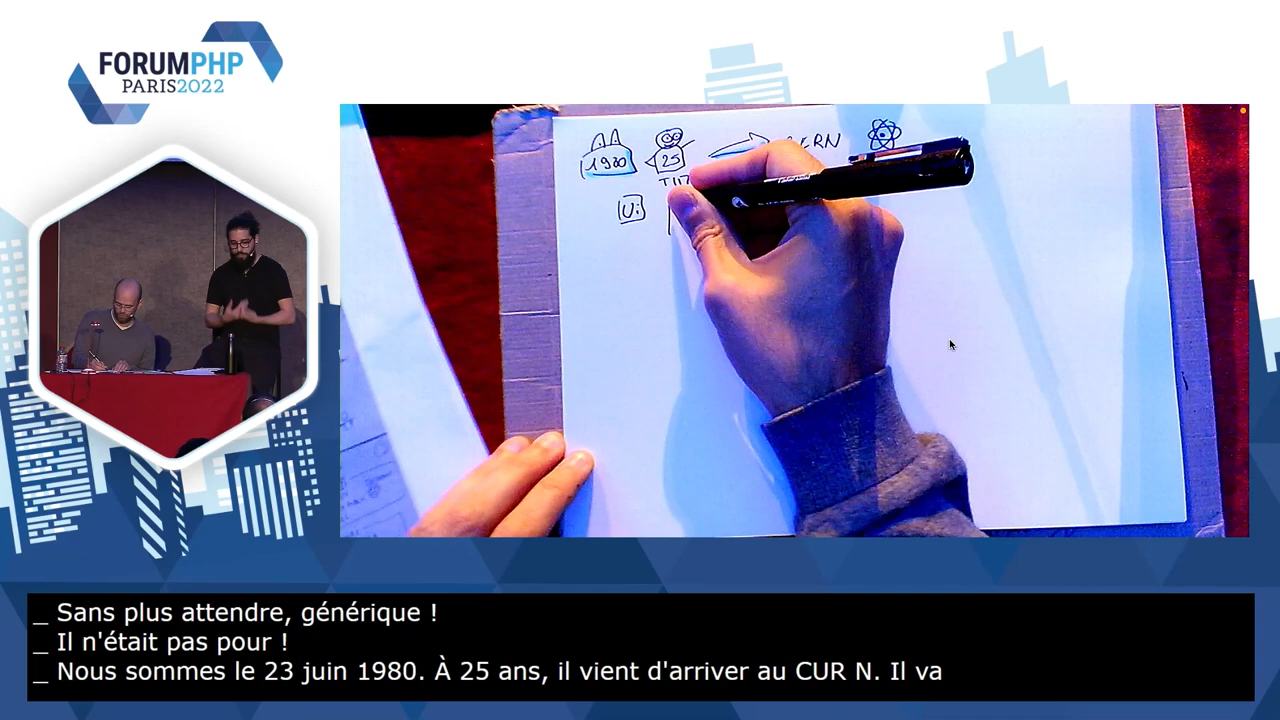 FORUMPHP
PARIS2022
1980
25
U:
_ Sans plus attendre, générique !
_ Il n'était pas pour !
_ Nous sommes le 23 juin 1980. À 25 ans, il vient d'arriver au CUR N. Il va